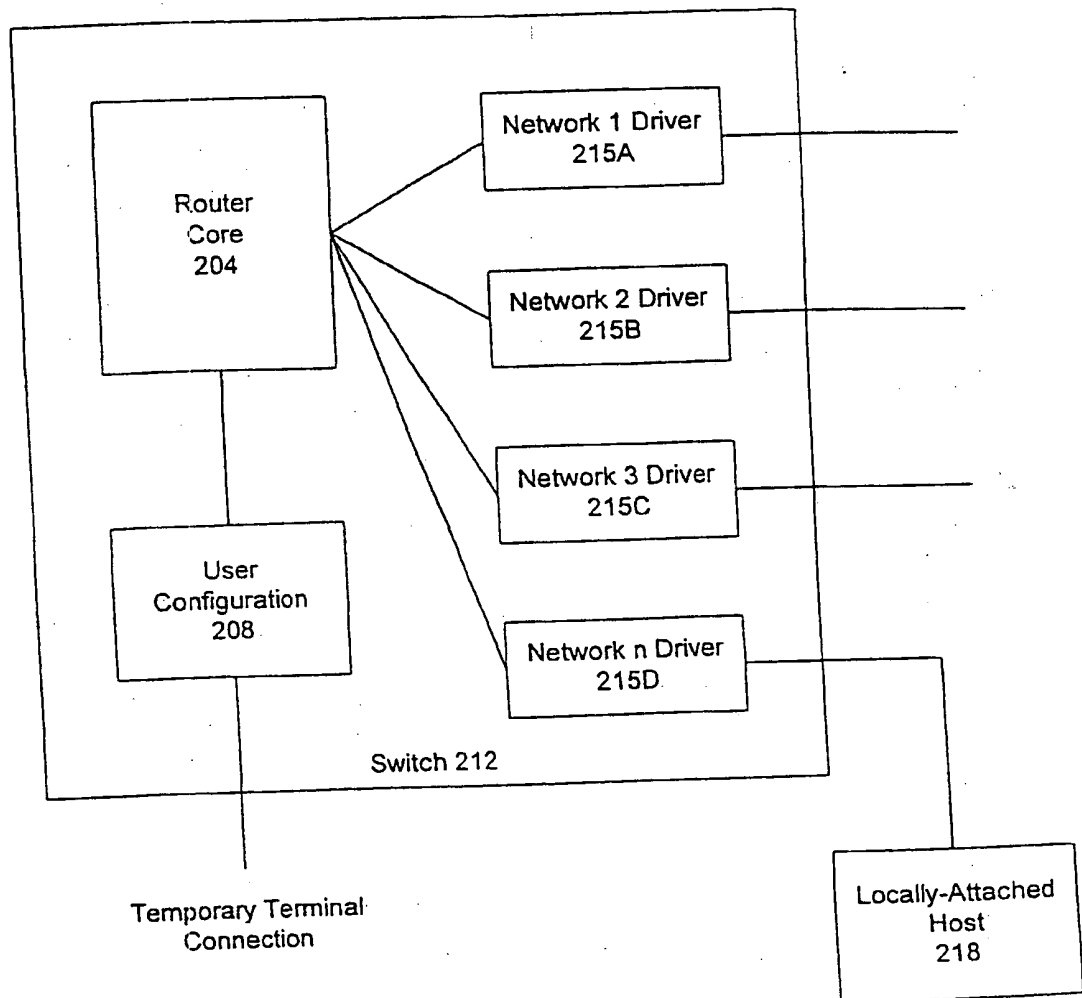 Network 1 Driver
215A
Router
Core
204
Network 2 Driver
215B
Network 3 Driver
215C
User
Configuration
208
Network n Driver
215D
Switch 212
Temporary Terminal
Connection
Locally-Attached
Host
218